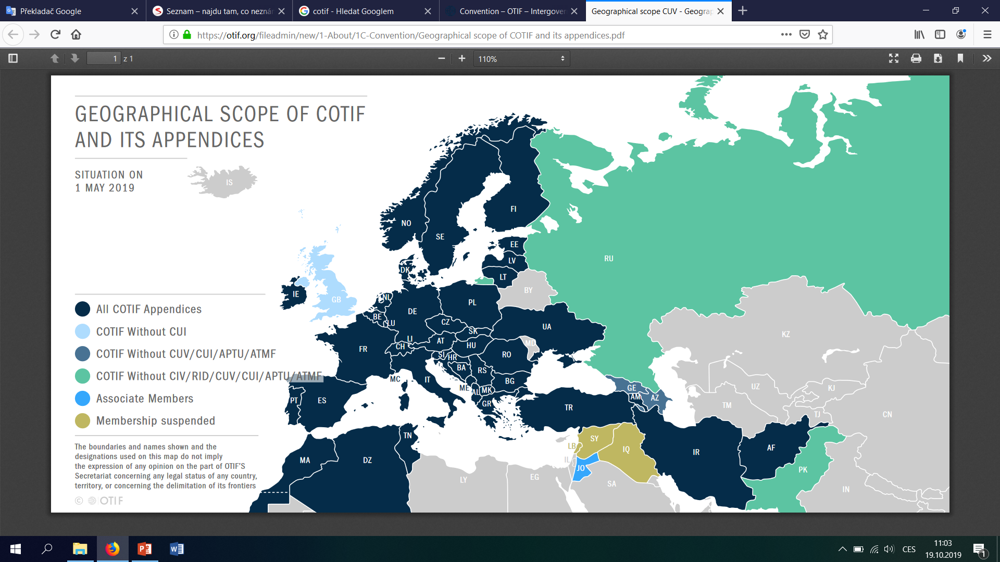 Překladač Google
Seznam – najdu tam, co neznám
cotif - Hledat Googlem
Convention – OTIF – Intergover
Geographical scope CUV - Geograp
https://otif.org/fileadmin/new/1-About/1C-Convention/Geographical scope of COTIF and its appendices.pdf
1 z 1
110%
GEOGRAPHICAL SCOPE OF COTIF
AND ITS APPENDICES
SITUATION ON
1 MAY 2019
IS
FI
NO
SE
EE
RU
LV
DK
LT
BY
IE
GB
NL
PL
DE
BE
LU
CZ
UA
SK
KZ
LI
AT
MD
CH
HU
FR
SI
HR
RO
BA
RS
MC
IT
BG
ME
AL
MK
GE
UZ
KJ
PT
ES
GR
AM
AZ
TR
TM
TJ
CN
TN
SY
LB
IQ
AF
IR
MA
DZ
IL
JO
PK
LY
EG
SA
IN
All COTIF Appendices
COTIF Without CUI
COTIF Without CUV/CUI/APTU/ATMF
COTIF Without CIV/RID/CUV/CUI/APTU/ATMF
Associate Members
Membership suspended
The boundaries and names shown and the
designations used on this map do not imply
the expression of any opinion on the part of OTIF'S
Secretariat concerning any legal status of any country,
territory, or concerning the delimitation of its frontiers
© OTIF
CES
11:03
19.10.2019
1